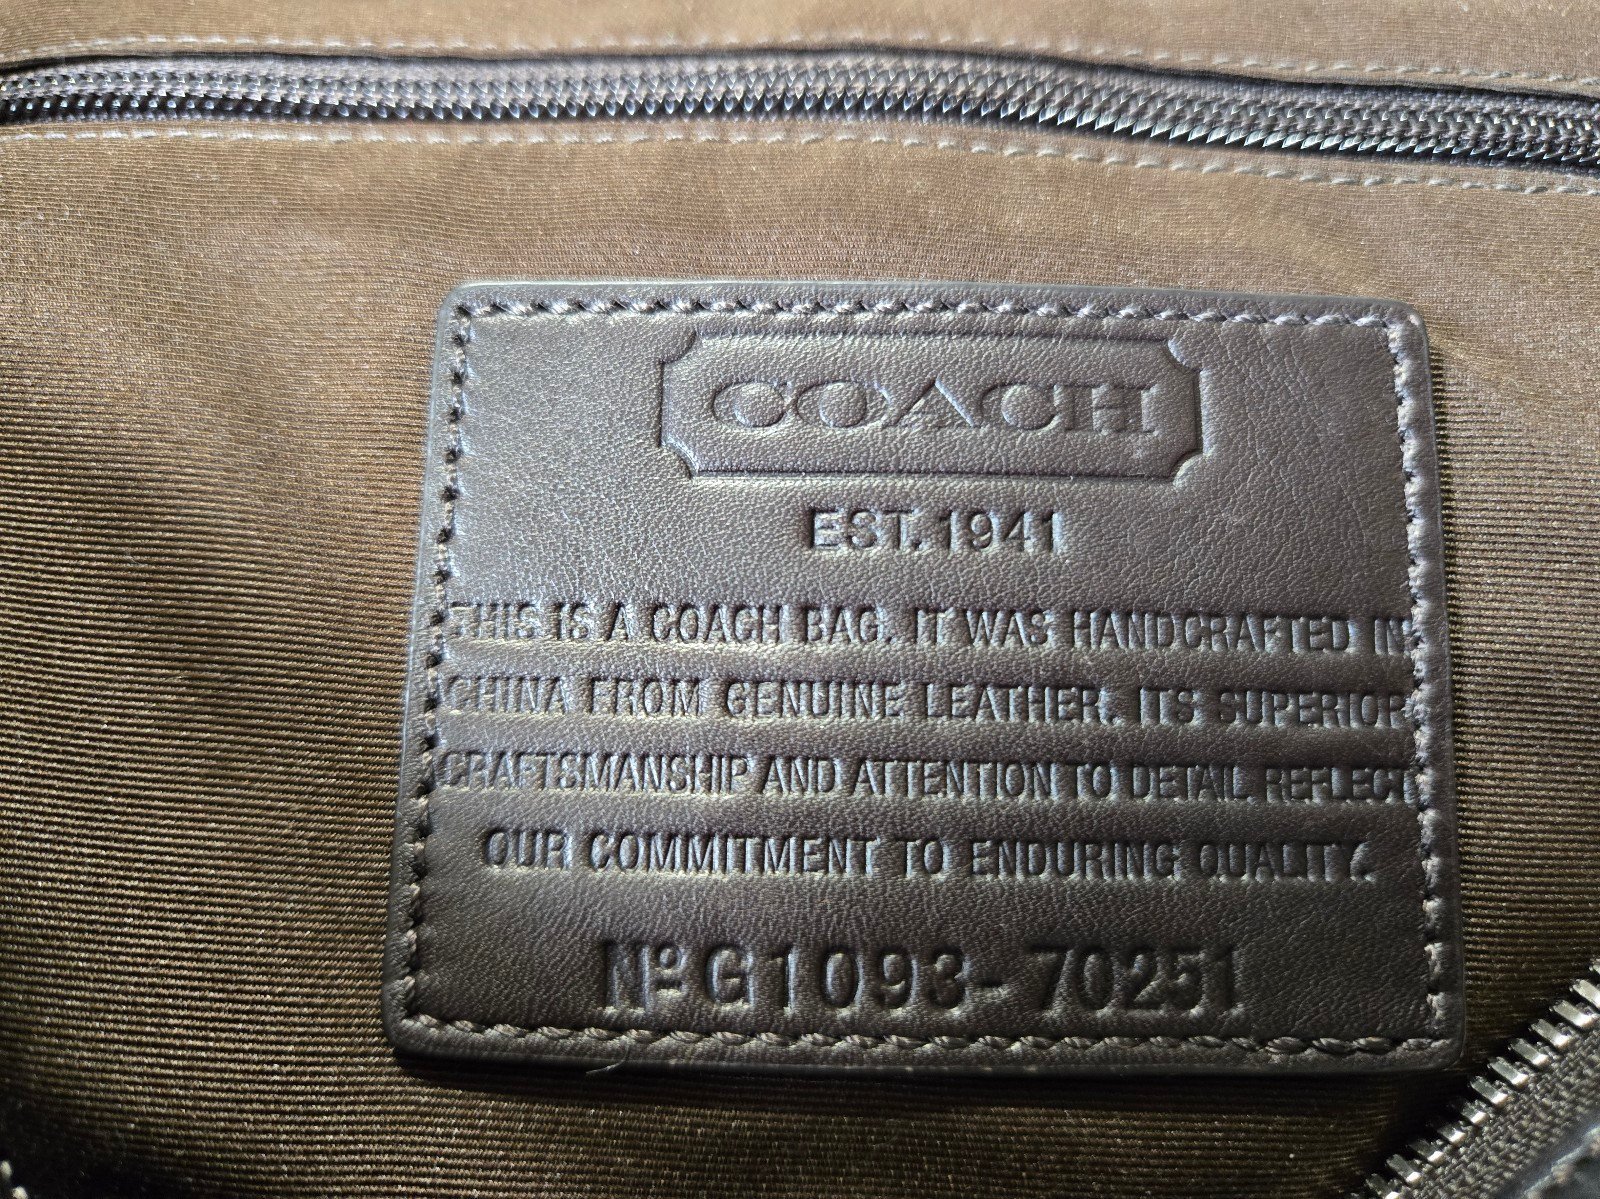 COACH
EST. 1941
THIS IS A COACH BAG. IT WAS HANDCRAFTED IN
CHINA FROM GENUINE LEATHER. ITS SUPERIOR
CRAFTSMANSHIP AND ATTENTION TO DETAIL REFLECT
OUR COMMITMENT TO ENDURING QUALITY.
Nº G1093-70251